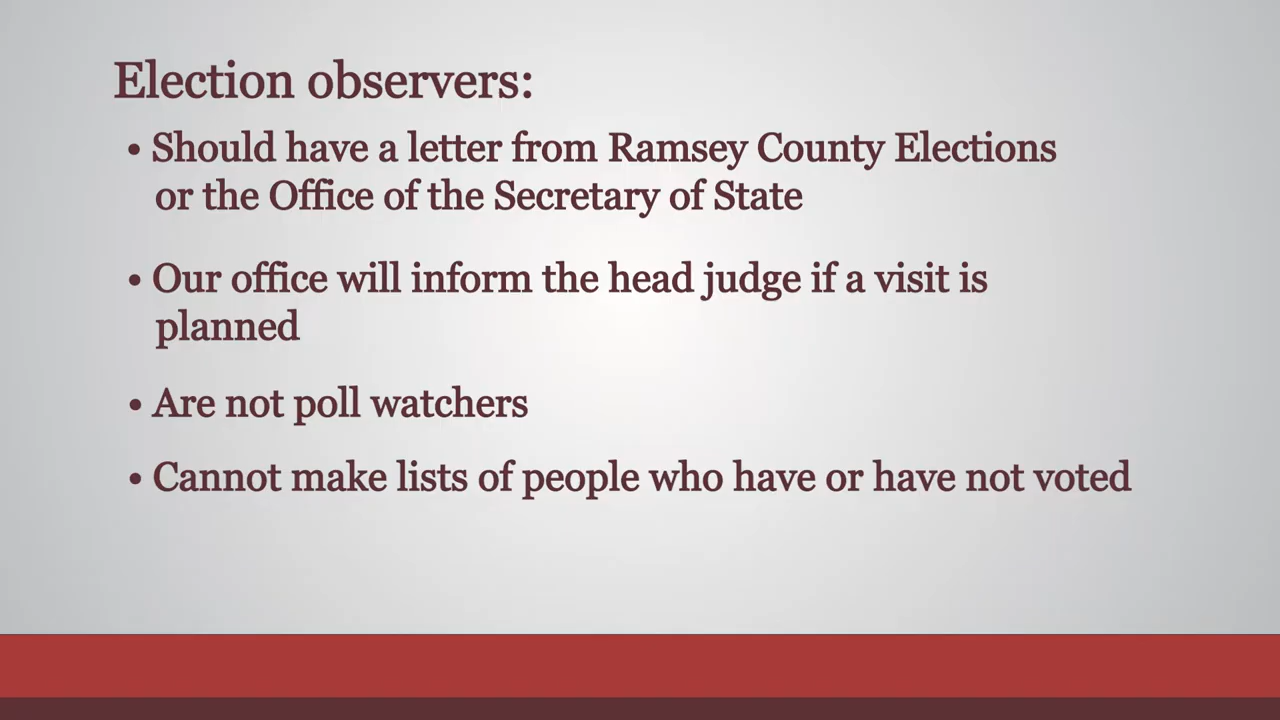 Election observers:
• Should have a letter from Ramsey County Elections
or the Office of the Secretary of State
• Our office will inform the head judge if a visit is
planned
• Are not poll watchers
• Cannot make lists of people who have or have not voted